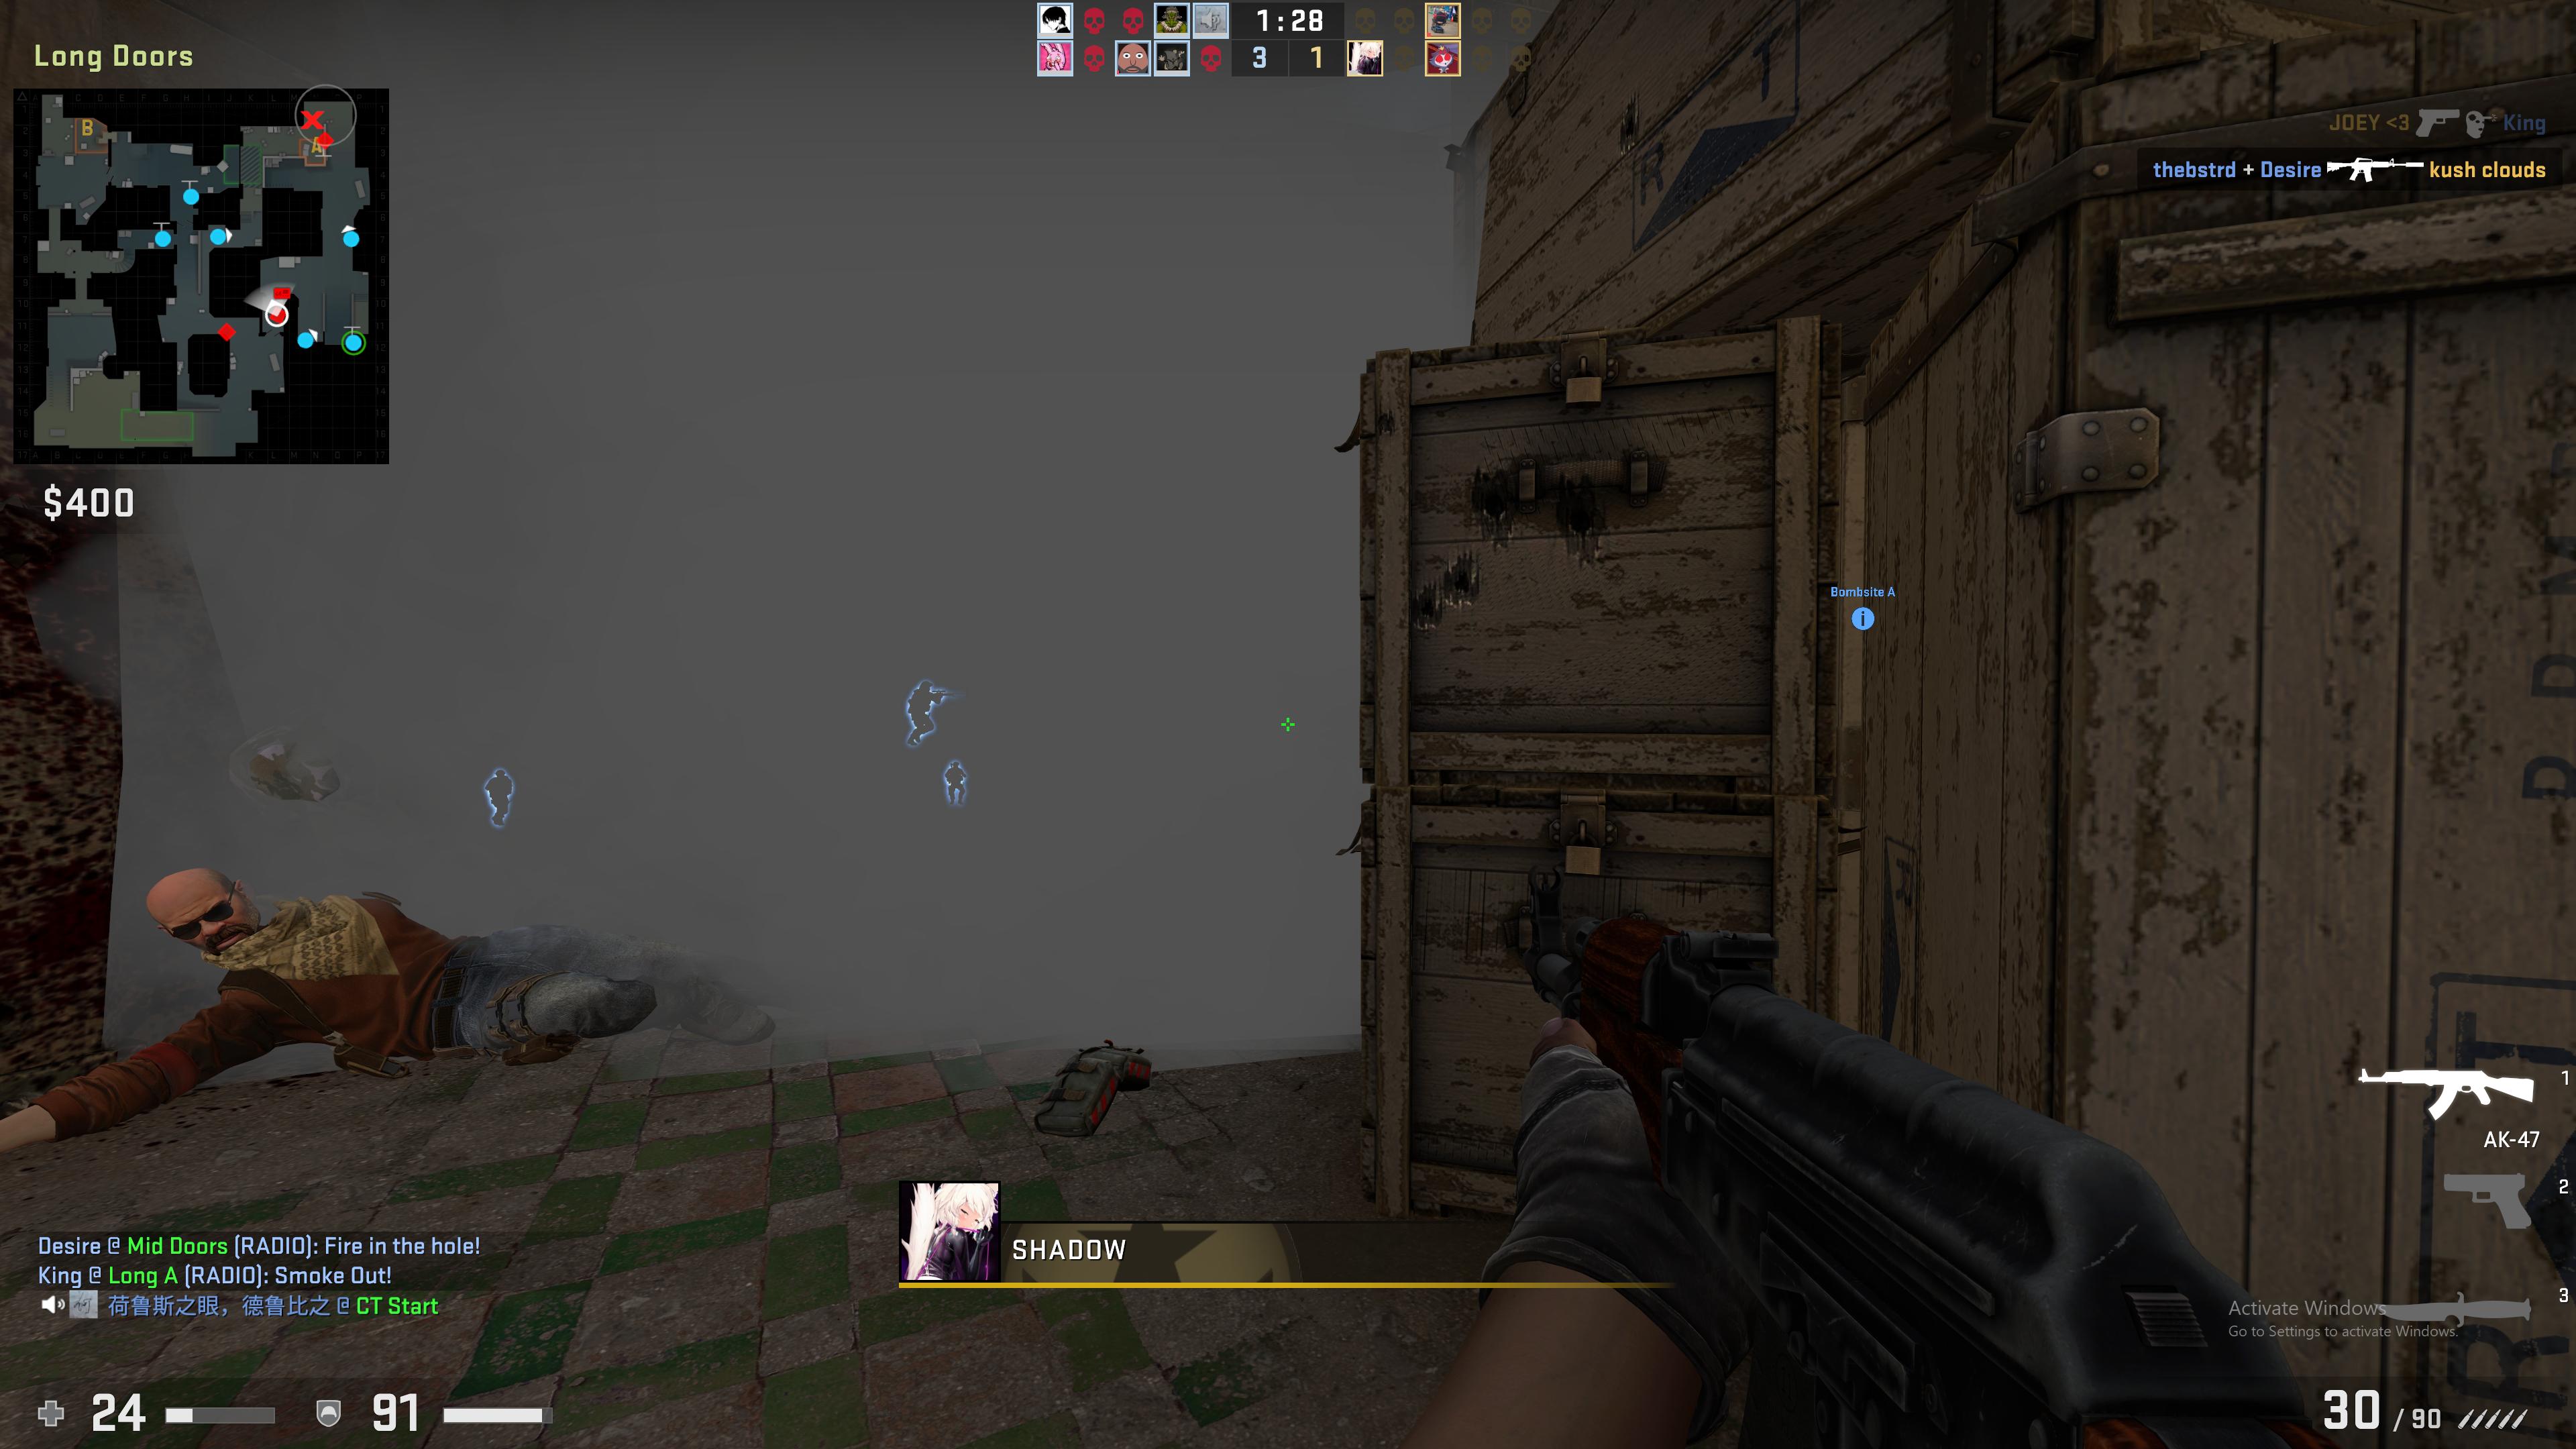 1:28
3 1
Long Doors
JOEY <3 King
thebstrd + Desire kush clouds
B
A
$400
Bombsite A
AK-47
1
2
3
SHADOW
Desire @ Mid Doors (RADIO): Fire in the hole!
King @ Long A (RADIO): Smoke Out!
荷鲁斯之眼，德鲁比之 @ CT Start
Activate Windows
Go to Settings to activate Windows.
24 91
30 / 90